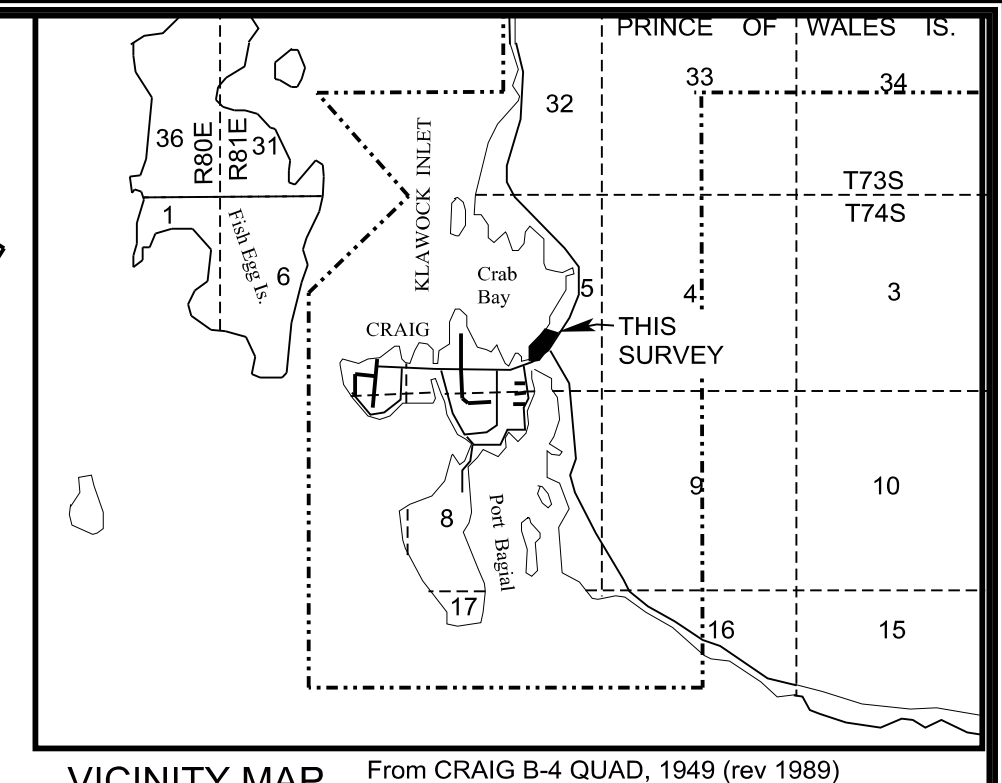 PRINCE OF WALES IS.
33
34
32
36
R80E
R81E
31
KLAWOCK INLET
T73S
T74S
1
Fish Egg Is.
6
Crab
Bay
5
4
3
CRAIG
THIS
SURVEY
9
10
8
Port Bagial
17
16
15
VICINITY MAP
From CRAIG B-4 QUAD, 1949 (rev 1989)